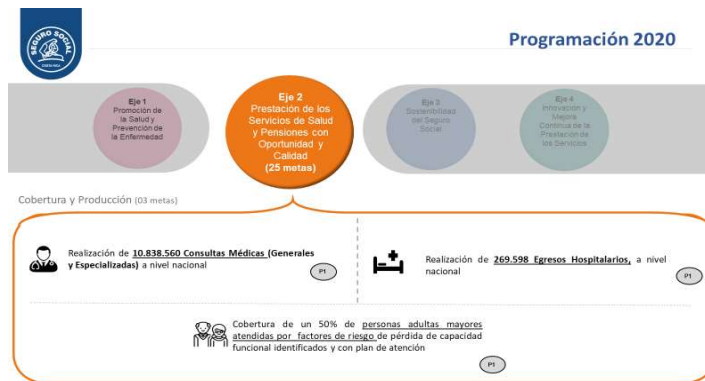 SEGURO SOCIAL
COSTA RICA
Programación 2020
Eje 1
Promoción de
la Salud y
Prevención de
la Enfermedad
Eje 2
Prestación de los
Servicios de Salud
y Pensiones con
Oportunidad y
Calidad
(25 metas)
Eje 3
Sostenibilidad
del Seguro
Social
Eje 4
Innovación y
Mejora
Continua de la
Prestación de
los Servicios
Cobertura y Producción (03 metas)
Realización de 10.838.560 Consultas Médicas (Generales
y Especializadas) a nivel nacional
P1
Realización de 269.598 Egresos Hospitalarios, a nivel
nacional
P1
Cobertura de un 50% de personas adultas mayores
atendidas por factores de riesgo de pérdida de capacidad
funcional identificados y con plan de atención
P1